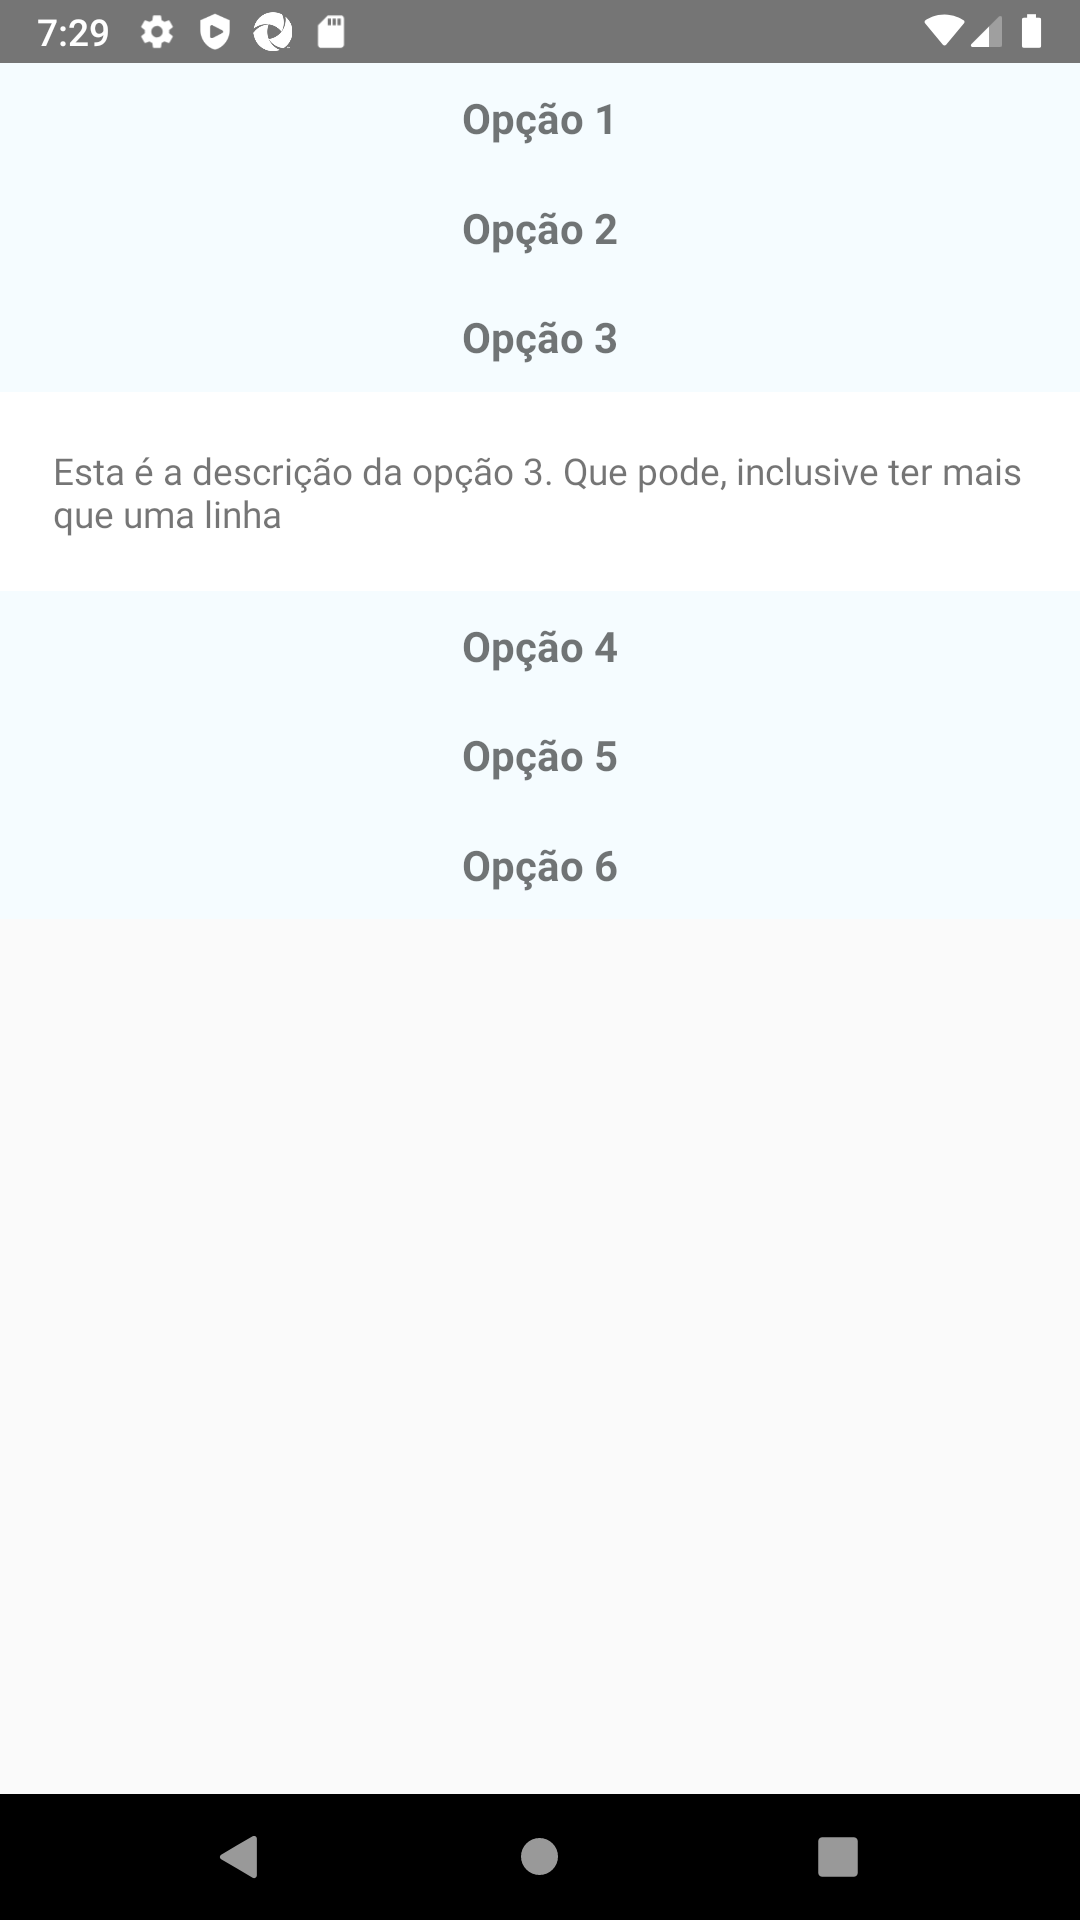 7:29
Opção 1
Opção 2
Opção 3
Esta é a descrição da opção 3. Que pode, inclusive ter mais
que uma linha
Opção 4
Opção 5
Opção 6